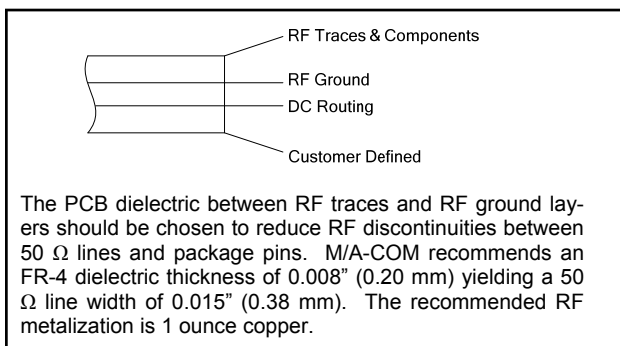 RF Traces & Components
RF Ground
DC Routing
Customer Defined
The PCB dielectric between RF traces and RF ground lay-
ers should be chosen to reduce RF discontinuities between
50 Ω lines and package pins. M/A-COM recommends an
FR-4 dielectric thickness of 0.008” (0.20 mm) yielding a 50
Ω line width of 0.015” (0.38 mm). The recommended RF
metalization is 1 ounce copper.